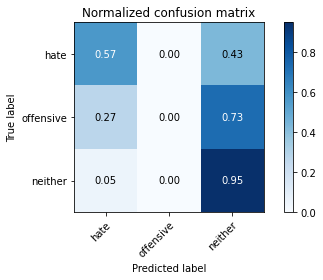 Normalized confusion matrix
True label
hate
offensive
neither
0.57 0.00 0.43
0.27 0.00 0.73
0.05 0.00 0.95
hate
offensive
neither
Predicted label
0.8
0.6
0.4
0.2
0.0